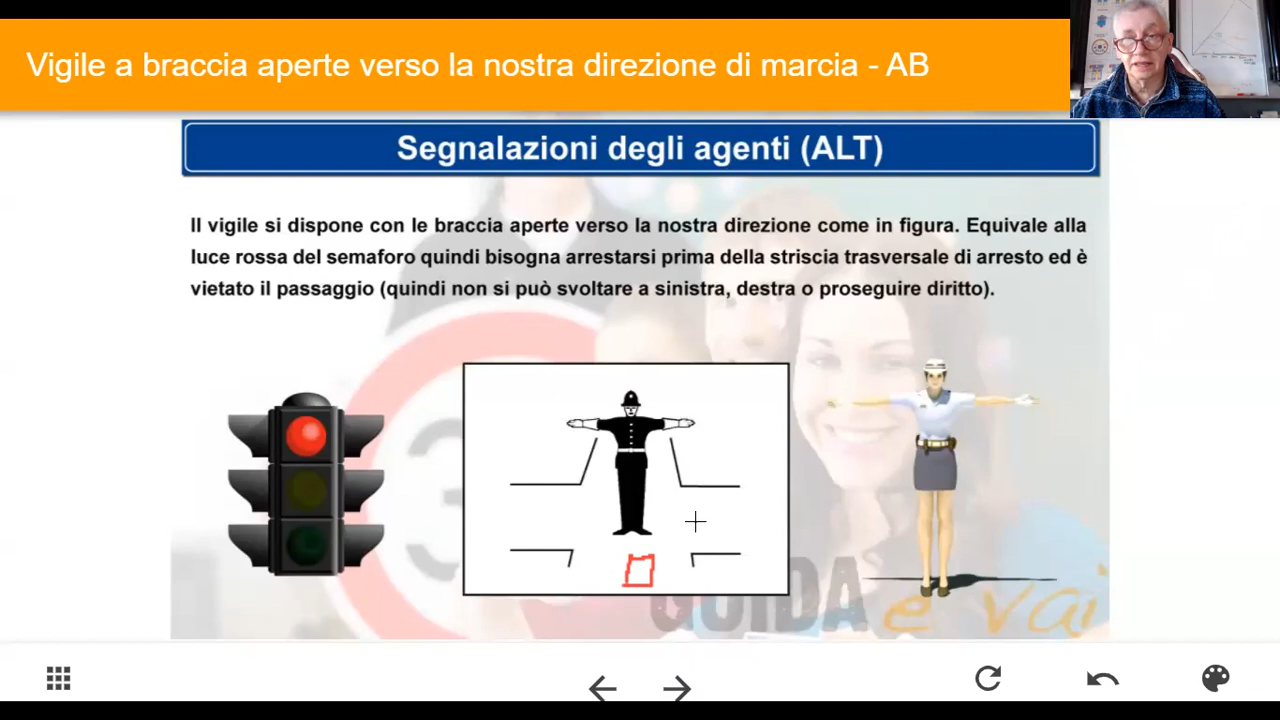 Vigile a braccia aperte verso la nostra direzione di marcia - AB
Segnalazioni degli agenti (ALT)
Il vigile si dispone con le braccia aperte verso la nostra direzione come in figura. Equivale alla
luce rossa del semaforo quindi bisogna arrestarsi prima della striscia trasversale di arresto ed è
vietato il passaggio (quindi non si può svoltare a sinistra, destra o proseguire diritto).
GUIDA e vai